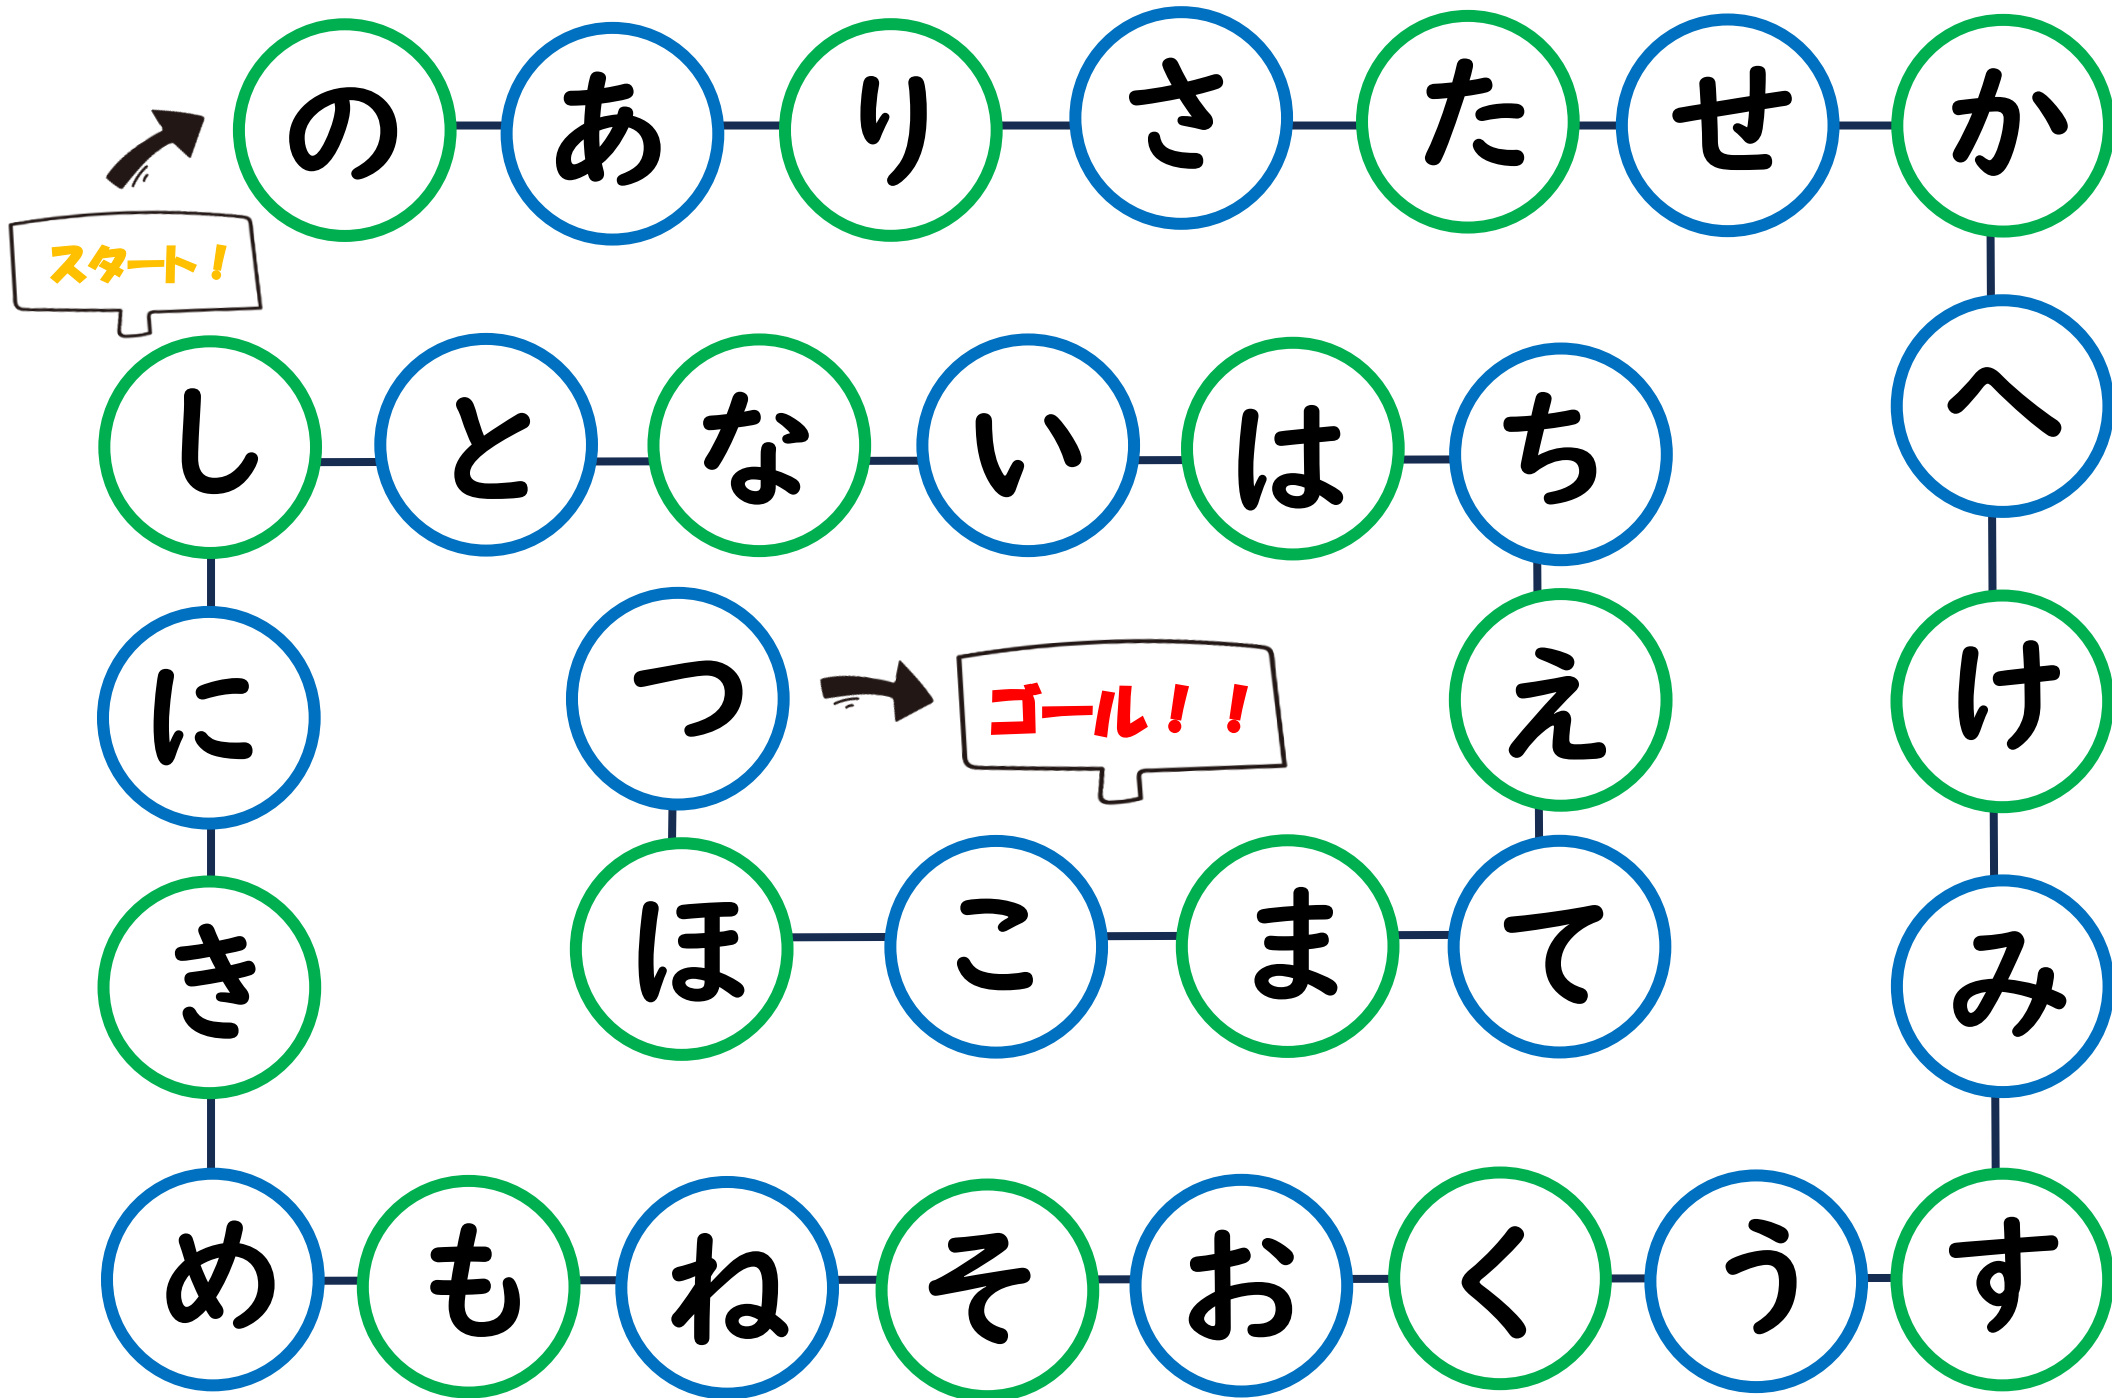 のありさたせか
スタート！
へ
しとないはち
つ
ゴール！！
え
け
に
ほこまて
き
み
めもねそおくうす